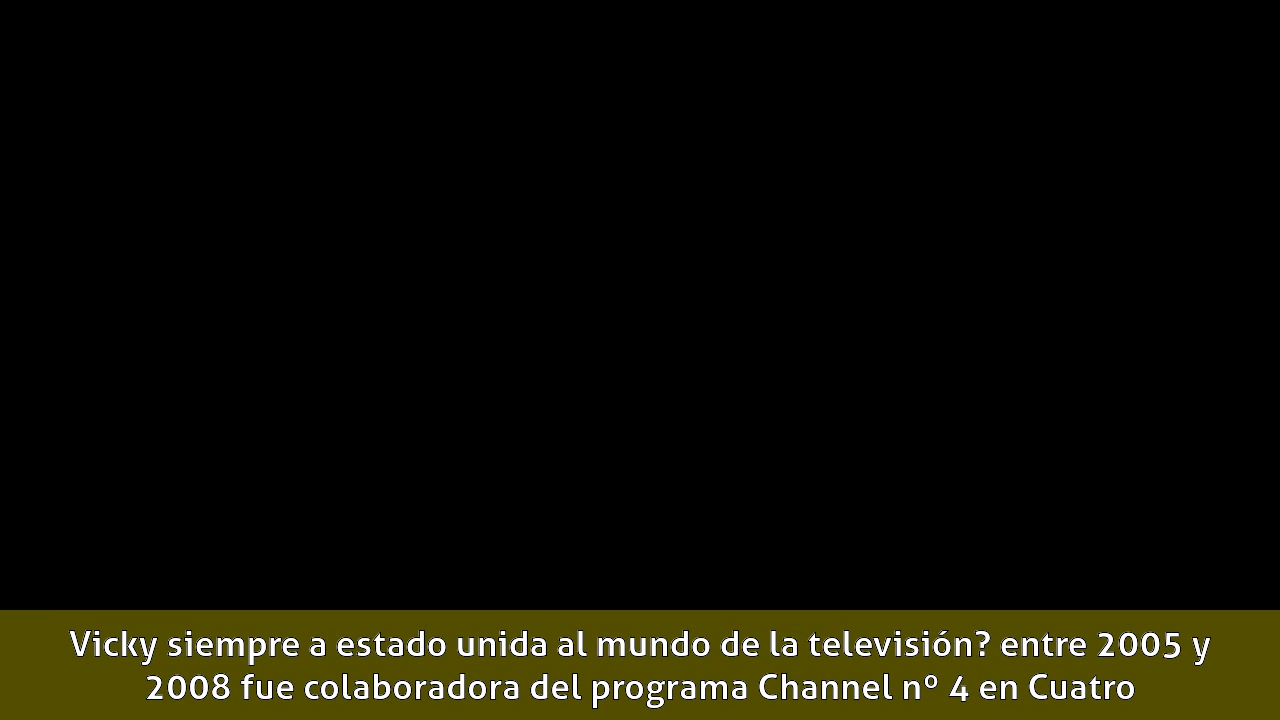 Vicky siempre a estado unida al mundo de la televisión? entre 2005 y
2008 fue colaboradora del programa Channel nº 4 en Cuatro